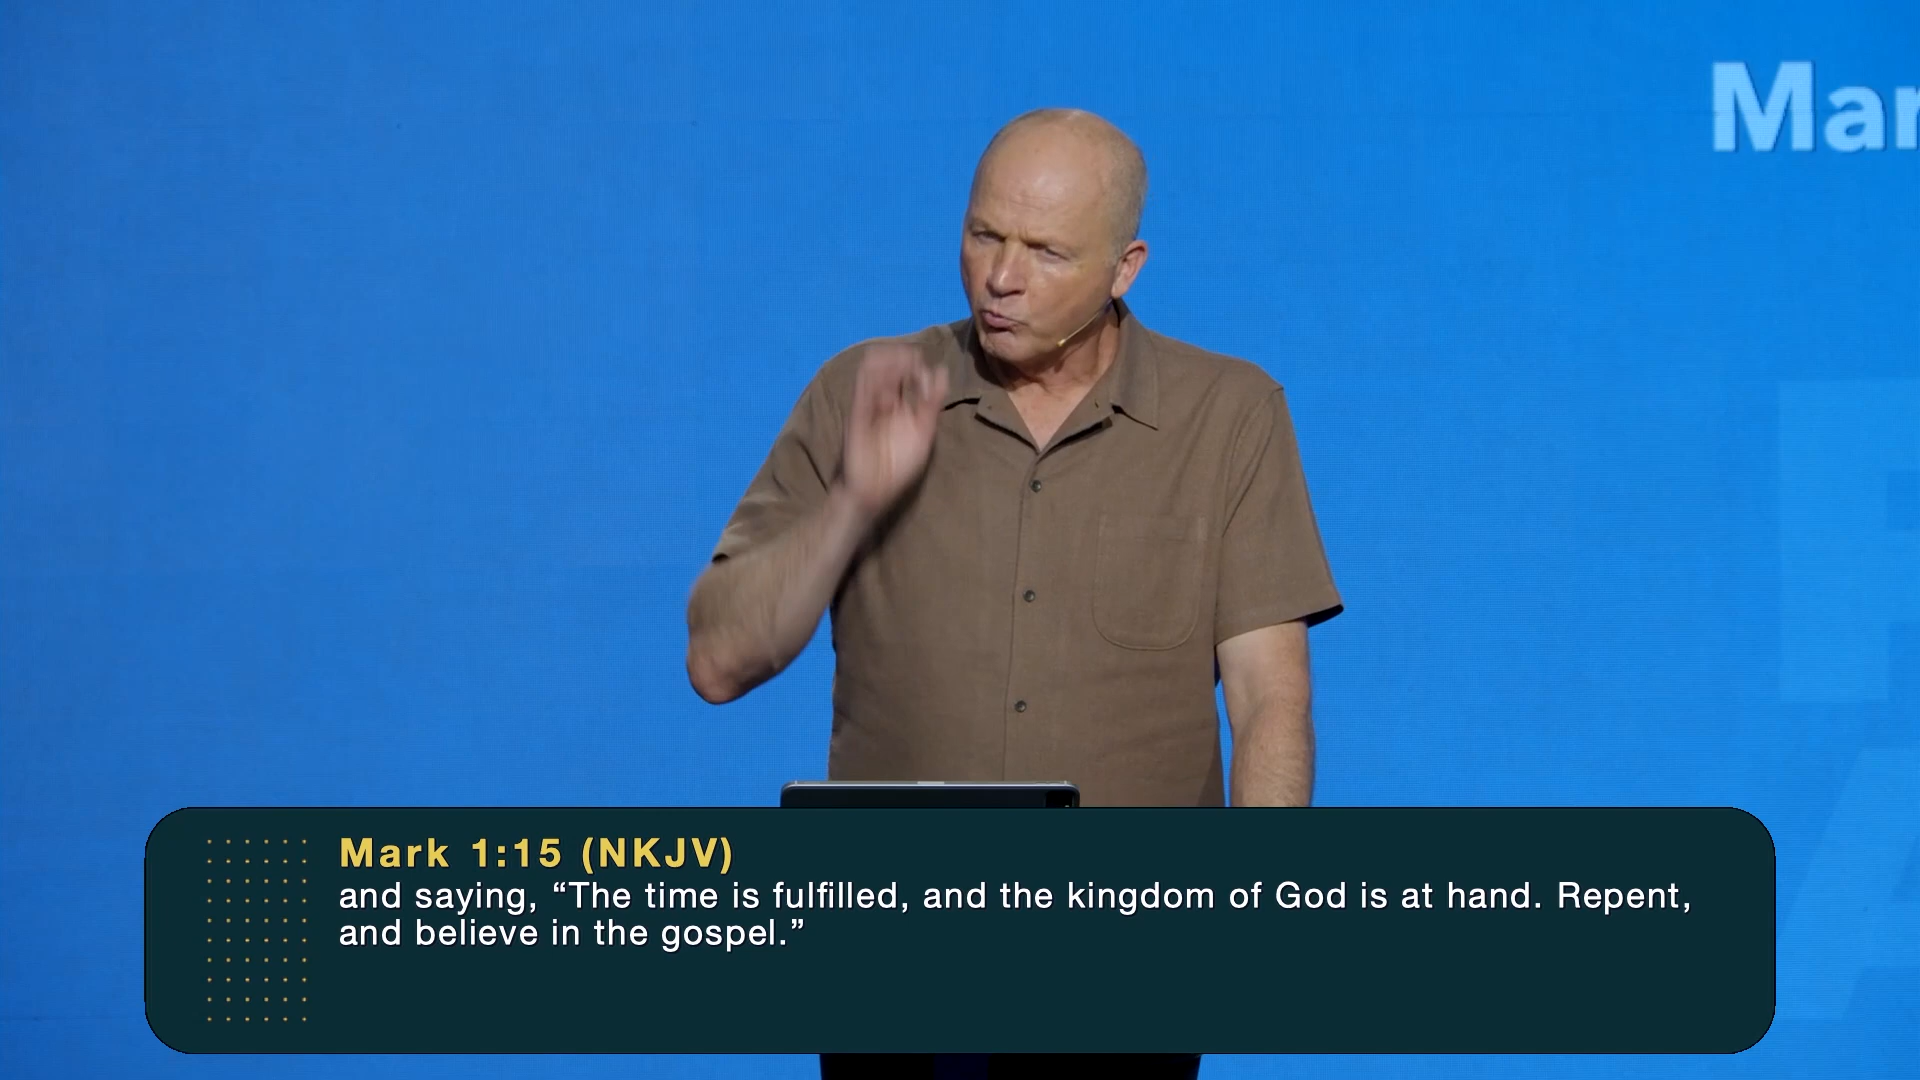 Mar
Mark 1:15 (NKJV)
and saying, “The time is fulfilled, and the kingdom of God is at hand. Repent,
and believe in the gospel.”